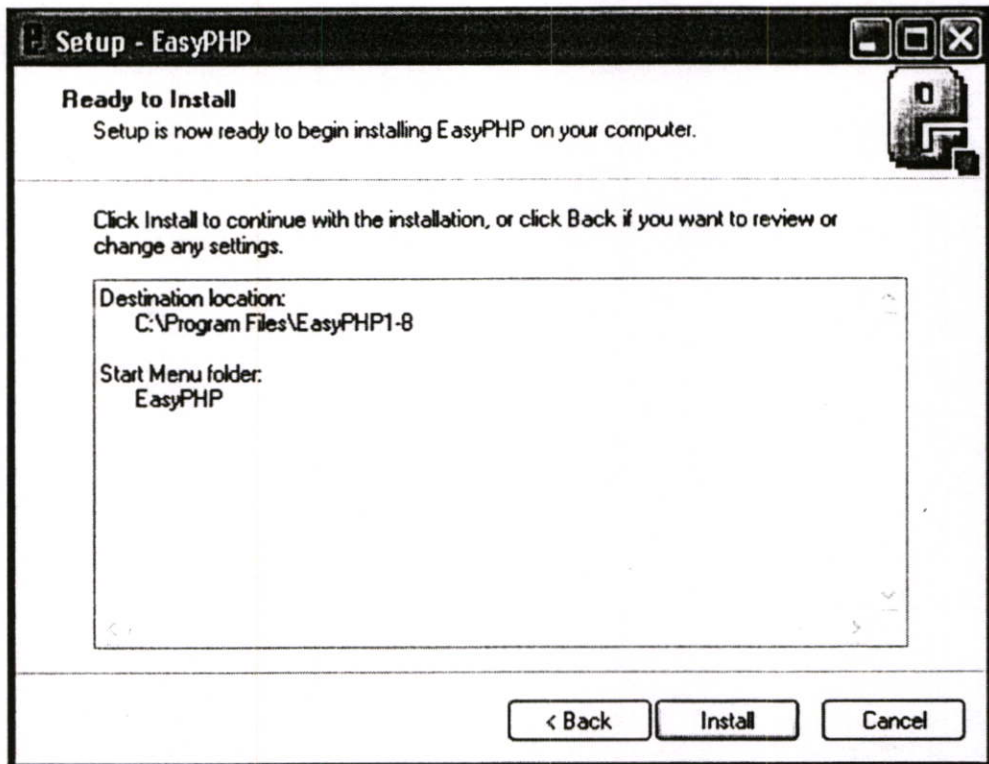 Setup - EasyPHP
Ready to Install
Setup is now ready to begin installing EasyPHP on your computer.
Click Install to continue with the installation, or click Back if you want to review or
change any settings.
Destination location:
C:\Program Files\EasyPHP1-8
Start Menu folder:
EasyPHP
< Back
Install
Cancel